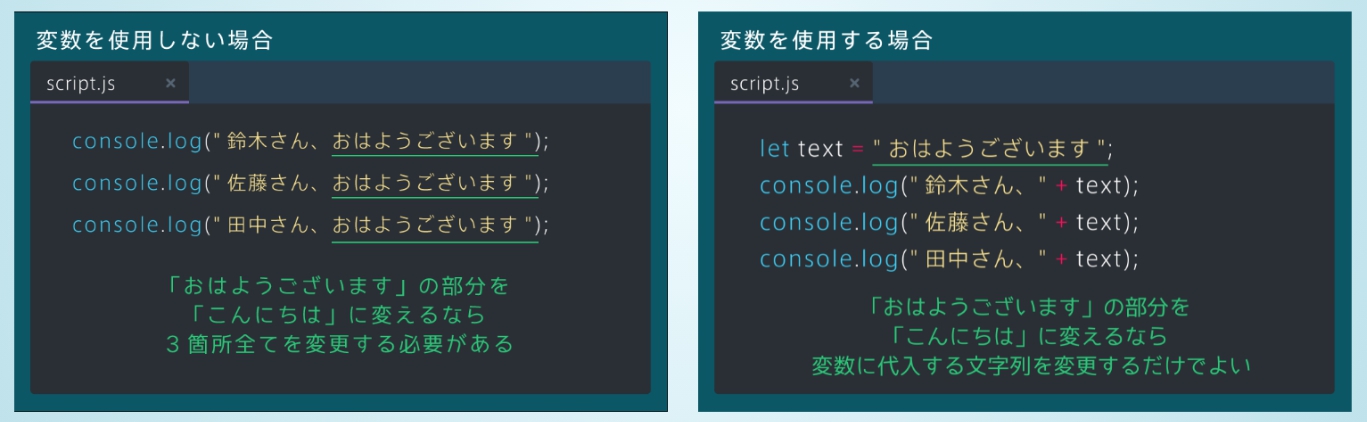 変数を使用しない場合
script.js ×
console.log("鈴木さん、おはようございます");
console.log("佐藤さん、おはようございます");
console.log("田中さん、おはようございます");
「おはようございます」の部分を
「こんにちは」に変えるなら
3箇所全てを変更する必要がある
変数を使用する場合
script.js ×
let text = "おはようございます";
console.log("鈴木さん、" + text);
console.log("佐藤さん、" + text);
console.log("田中さん、" + text);
「おはようございます」の部分を
「こんにちは」に変えるなら
変数に代入する文字列を変更するだけでよい